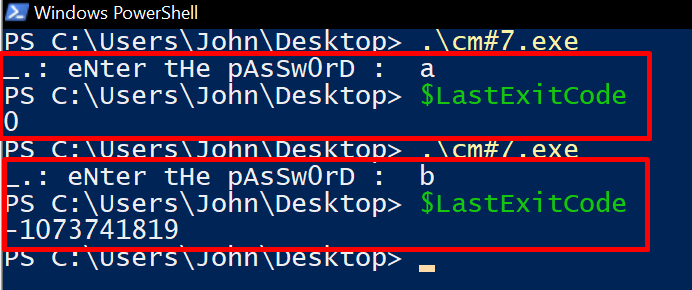 Windows PowerShell
PS C:\Users\John\Desktop> .\cm#7.exe
_.: eNter tHe pAsSw0rD :  a
PS C:\Users\John\Desktop> $LastExitCode
0
PS C:\Users\John\Desktop> .\cm#7.exe
_.: eNter tHe pAsSw0rD :  b
PS C:\Users\John\Desktop> $LastExitCode
-1073741819
PS C:\Users\John\Desktop>